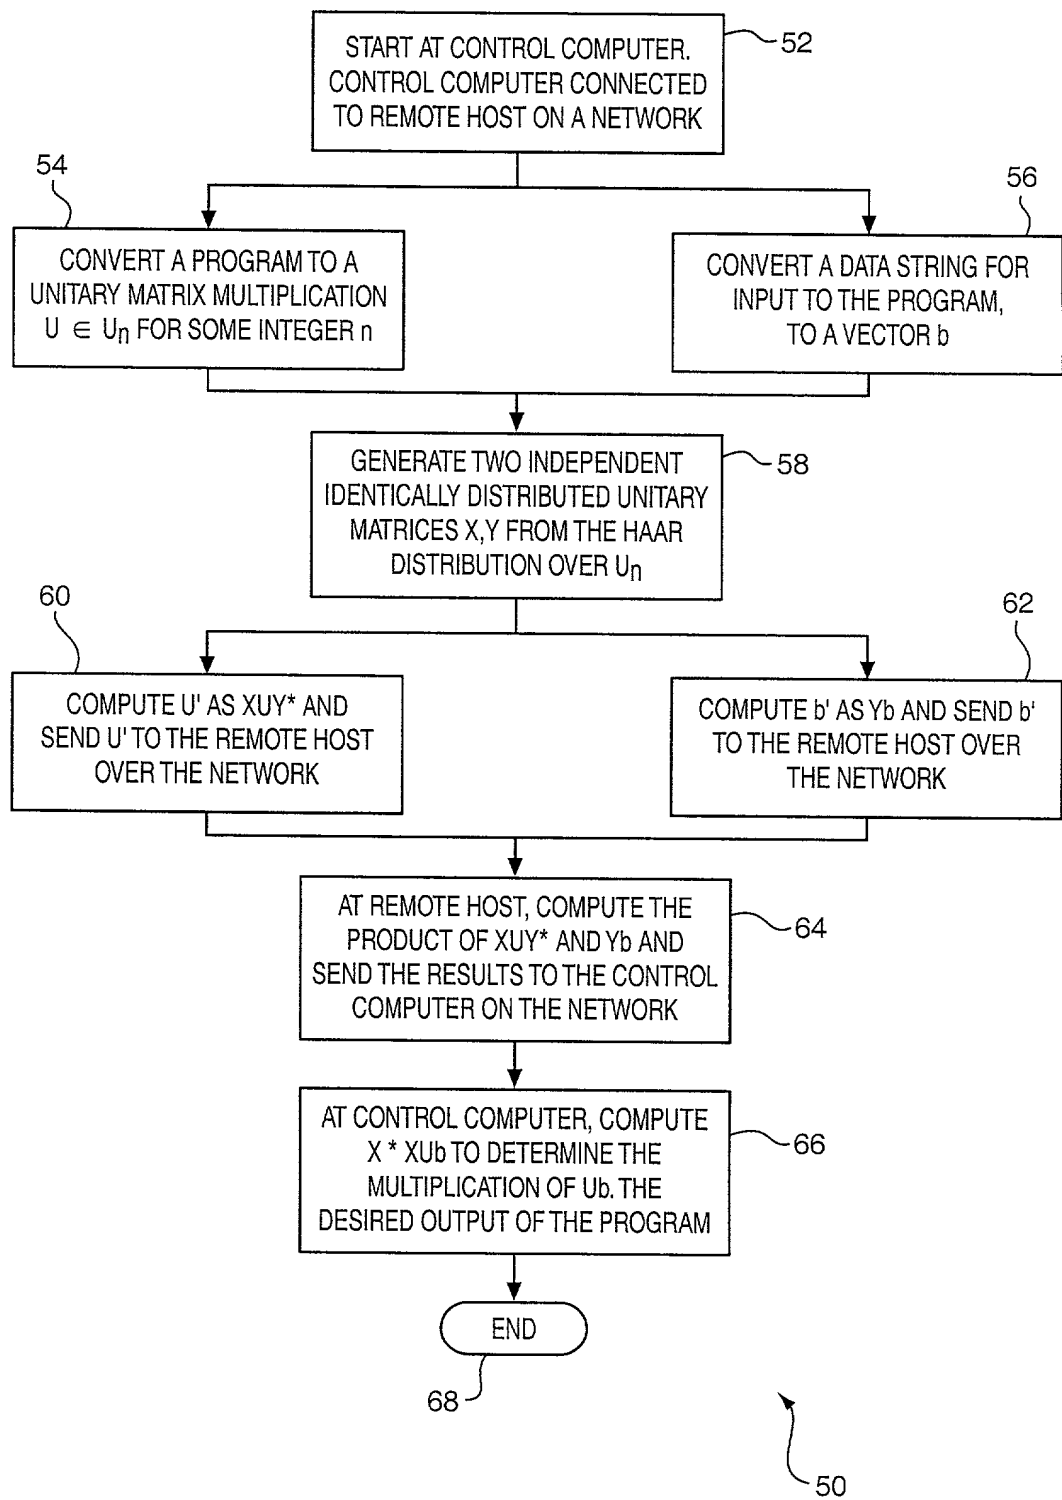 START AT CONTROL COMPUTER.
CONTROL COMPUTER CONNECTED
TO REMOTE HOST ON A NETWORK
52
54
CONVERT A PROGRAM TO A
UNITARY MATRIX MULTIPLICATION
U ∈ Un FOR SOME INTEGER n
56
CONVERT A DATA STRING FOR
INPUT TO THE PROGRAM,
TO A VECTOR b
GENERATE TWO INDEPENDENT
IDENTICALLY DISTRIBUTED UNITARY
MATRICES X,Y FROM THE HAAR
DISTRIBUTION OVER Un
58
60
COMPUTE U' AS XUY* AND
SEND U' TO THE REMOTE HOST
OVER THE NETWORK
62
COMPUTE b' AS Yb AND SEND b'
TO THE REMOTE HOST OVER
THE NETWORK
AT REMOTE HOST, COMPUTE THE
PRODUCT OF XUY* AND Yb AND
SEND THE RESULTS TO THE CONTROL
COMPUTER ON THE NETWORK
64
AT CONTROL COMPUTER, COMPUTE
X * XUb TO DETERMINE THE
MULTIPLICATION OF Ub. THE
DESIRED OUTPUT OF THE PROGRAM
66
END
68
50